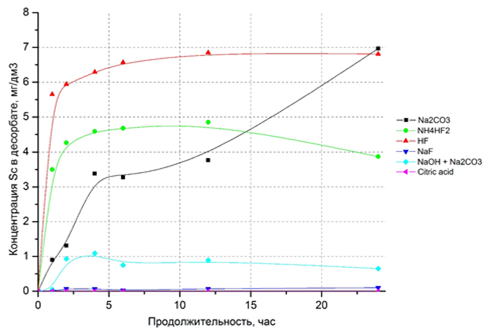 Концентрация Sc в десорбате, мг/дм3
8
7
6
5
4
3
2
1
0
0 5 10 15 20
Продолжительность, час
Na2CO3
NH4HF2
HF
NaF
NaOH + Na2CO3
Citric acid